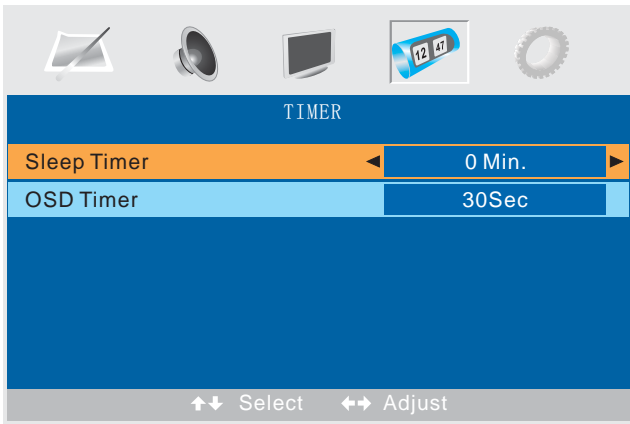 12 47
TIMER
Sleep Timer 0 Min.
OSD Timer 30Sec
Select Adjust